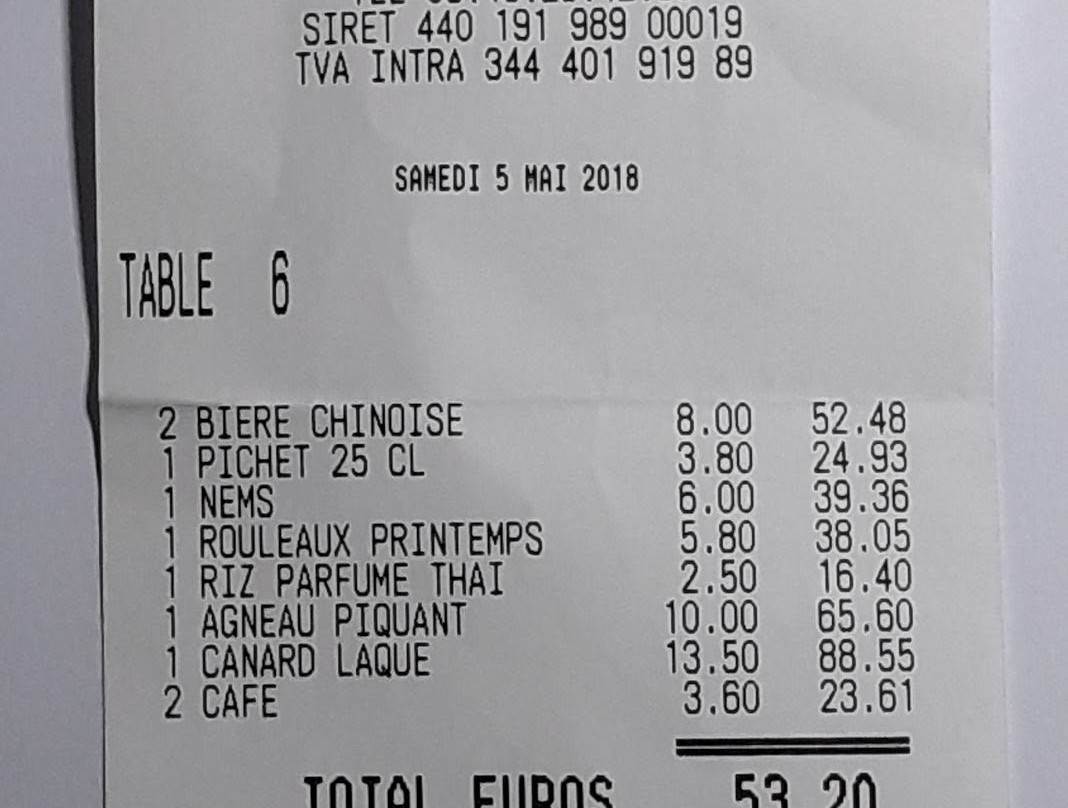 SIRET 440 191 989 00019
TVA INTRA 344 401 919 89
SAMEDI 5 MAI 2018
TABLE 6
2 BIERE CHINOISE 8.00 52.48
1 PICHET 25 CL 3.80 24.93
1 NEMS 6.00 39.36
1 ROULEAUX PRINTEMPS 5.80 38.05
1 RIZ PARFUME THAI 2.50 16.40
1 AGNEAU PIQUANT 10.00 65.60
1 CANARD LAQUE 13.50 88.55
2 CAFE 3.60 23.61
TOTAL EUROS 53.20